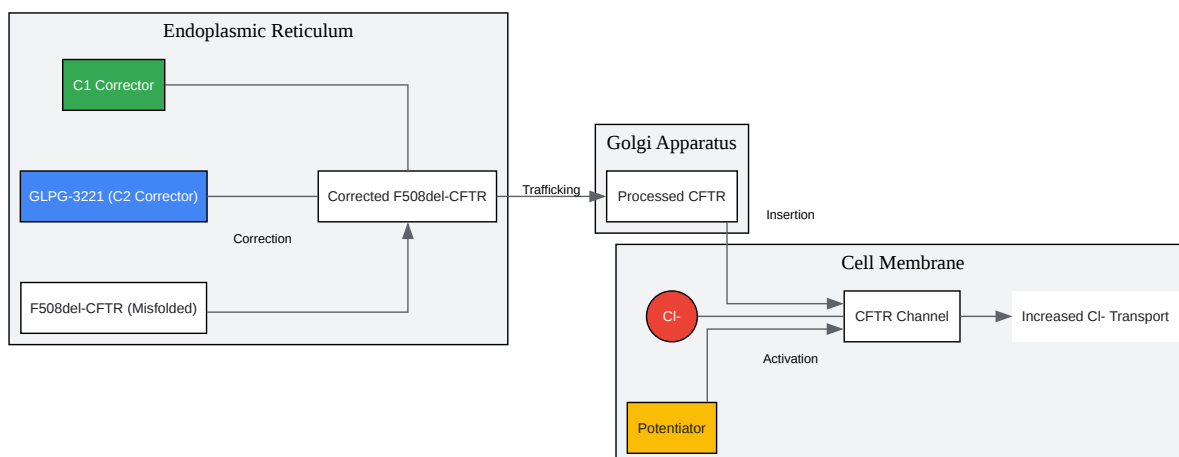 Endoplasmic Reticulum
C1 Corrector
GLPG-3221 (C2 Corrector)
Corrected F508del-CFTR
Correction
F508del-CFTR (Misfolded)
Trafficking
Golgi Apparatus
Processed CFTR
Insertion
Cell Membrane
Cl-
CFTR Channel
Increased Cl- Transport
Activation
Potentiator